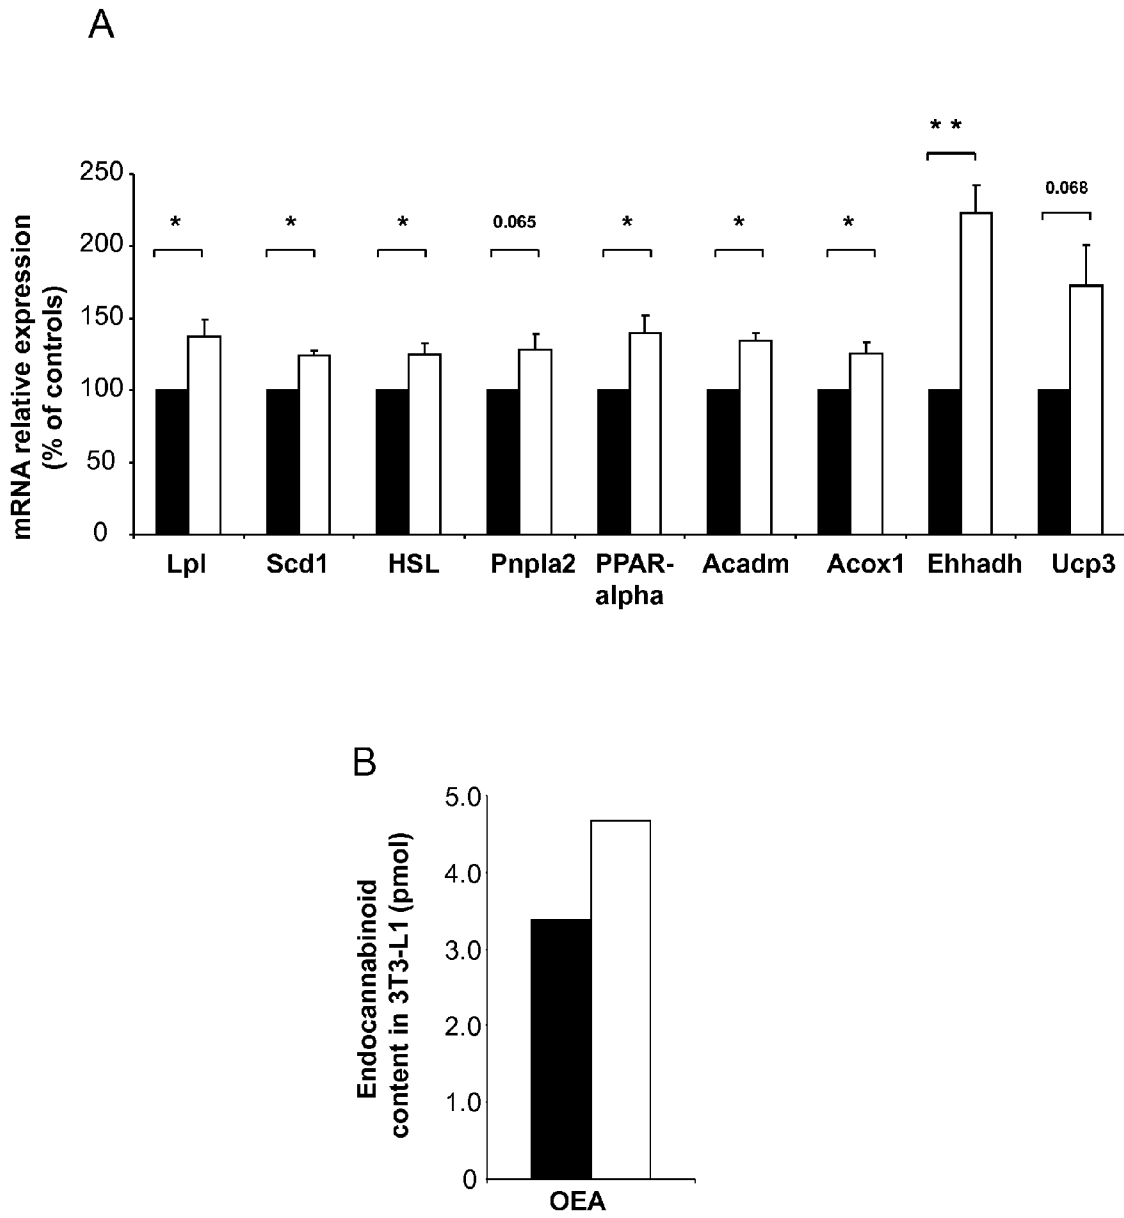 A
mRNA relative expression
(% of controls)
250
200
150
100
50
0
*
*
*
0.065
*
*
*
* *
0.068
Lpl
Scd1
HSL
Pnpla2
PPAR-
alpha
Acadm
Acox1
Ehhadh
Ucp3
B
Endocannabinoid
content in 3T3-L1 (pmol)
5.0
4.0
3.0
2.0
1.0
0
OEA